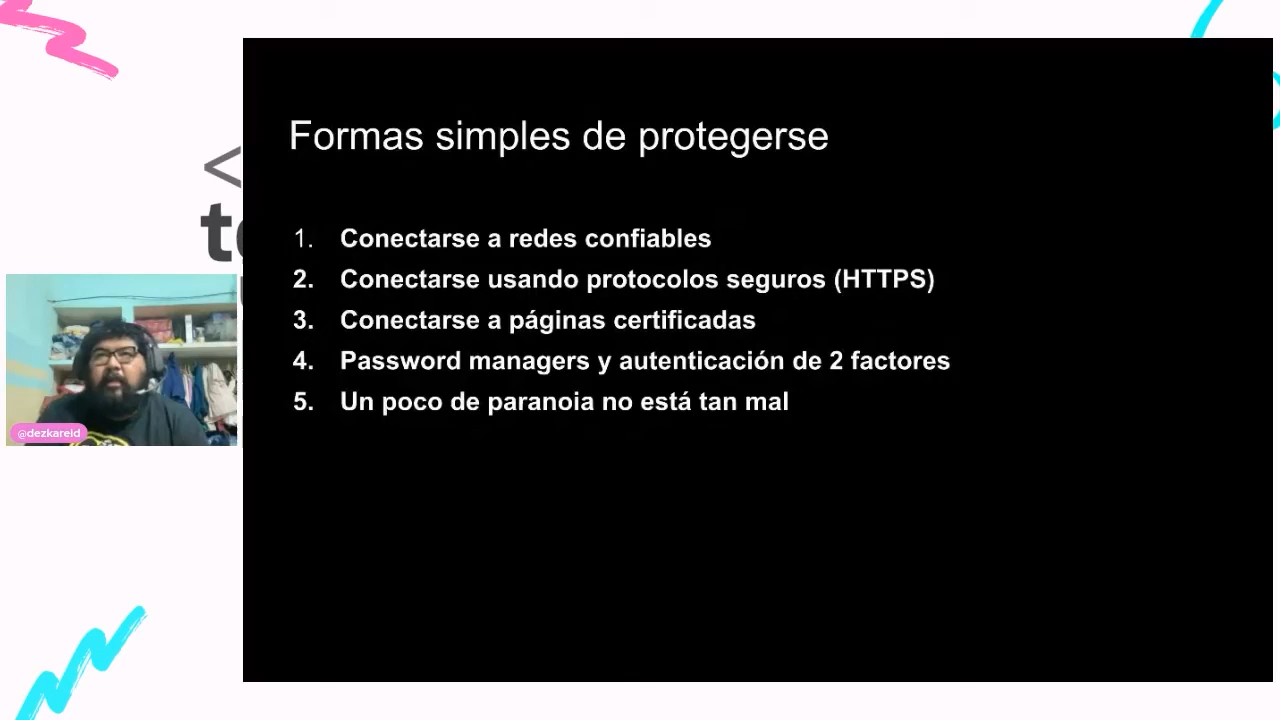 Formas simples de protegerse
1. Conectarse a redes confiables
2. Conectarse usando protocolos seguros (HTTPS)
3. Conectarse a páginas certificadas
4. Password managers y autenticación de 2 factores
5. Un poco de paranoia no está tan mal
<
@dezkareid